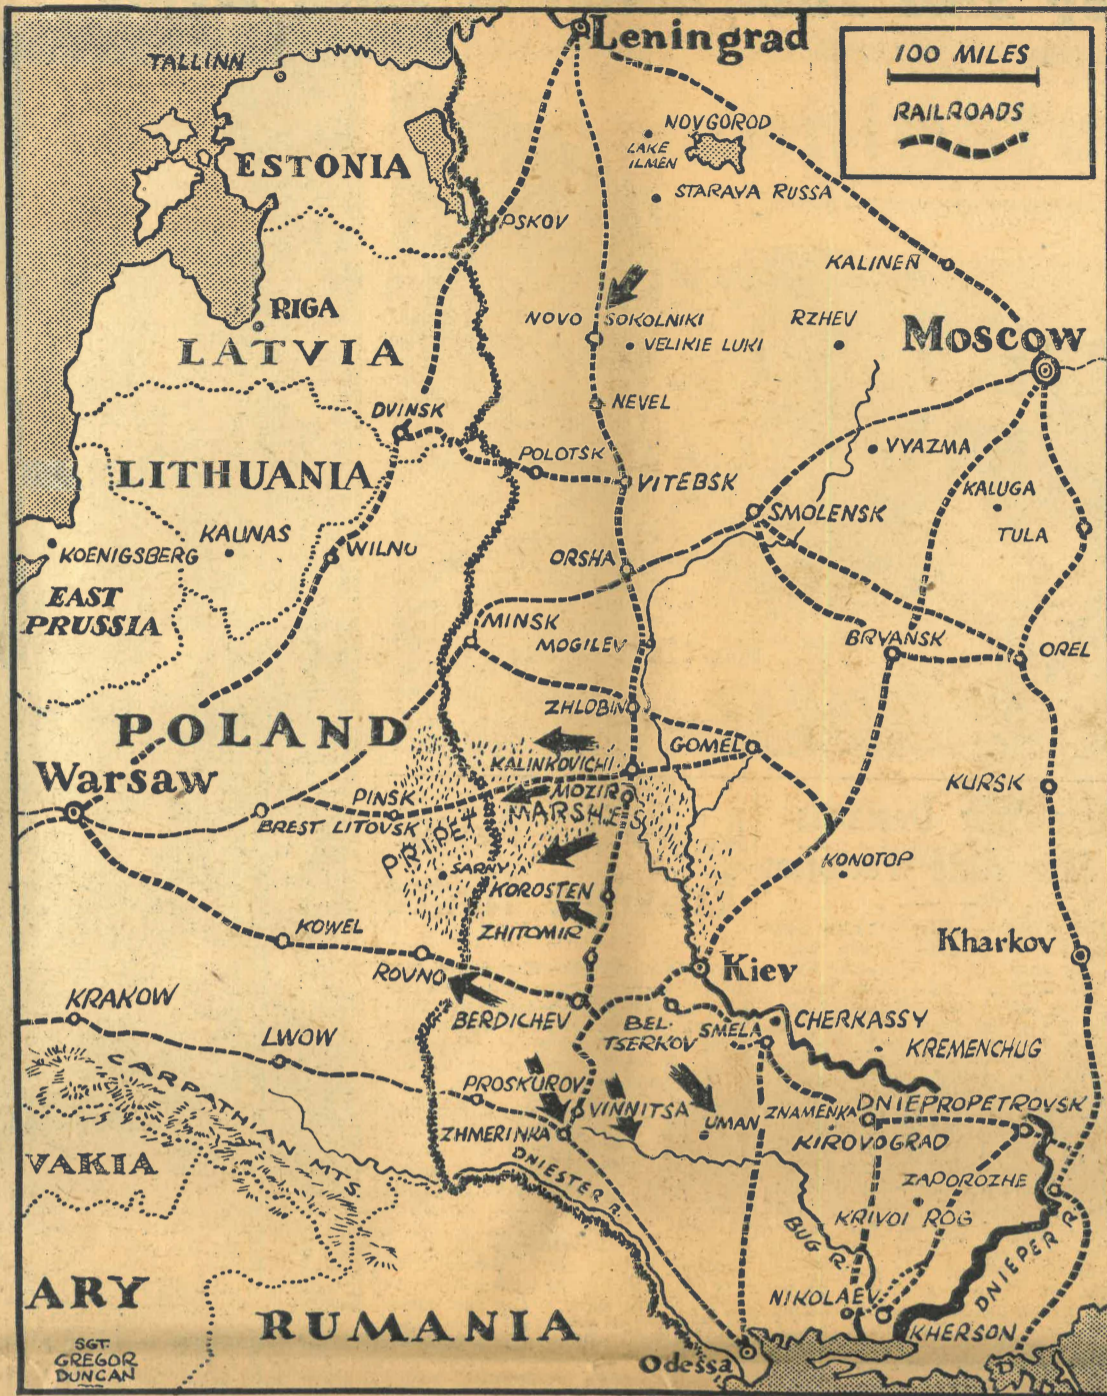 Leningrad
100 MILES
RAILROADS
TALLINN
NOVGOROD
LAKE
ILMEN
STARAYA RUSSA
ESTONIA
PSKOV
KALINEN
RIGA
LATVIA
NOVO SOKOLNIKI
VELIKIE LUKI
RZHEV
Moscow
NEVEL
DVINSK
POLOTSK
VITEBSK
VYAZMA
LITHUANIA
KALUGA
SMOLENSK
TULA
KAUNAS
KOENIGSBERG
WILNO
ORSHA
EAST
PRUSSIA
MINSK
MOGILEV
BRYANSK
OREL
ZHLOBIN
POLAND
GOMEL
Warsaw
KALINKOVICHI
MOZIR
KURSK
PINSK
BREST LITOVSK
PRIPET
MARSHES
SARNY
KONOTOP
KOROSTEN
KOWEL
ZHITOMIR
Kharkov
ROVNO
Kiev
KRAKOW
BERDICHEV
BEL-
TSERKOV
SMELA
CHERKASSY
KREMENCHUG
LWOW
CARPATHIAN MTS.
PROSKUROV
VINNITSA
UMAN
ZNAMENKA
DNIEPROPETROVSK
ZHMERINKA
KIROVOGRAD
VAKIA
DNIESTER R.
ZAPOROZHE
KRIVOI ROG
BUG R.
DNIEPER R.
ARY
RUMANIA
NIKOLAEV
KHERSON
Odessa
SGT.
GREGOR
DUNCAN